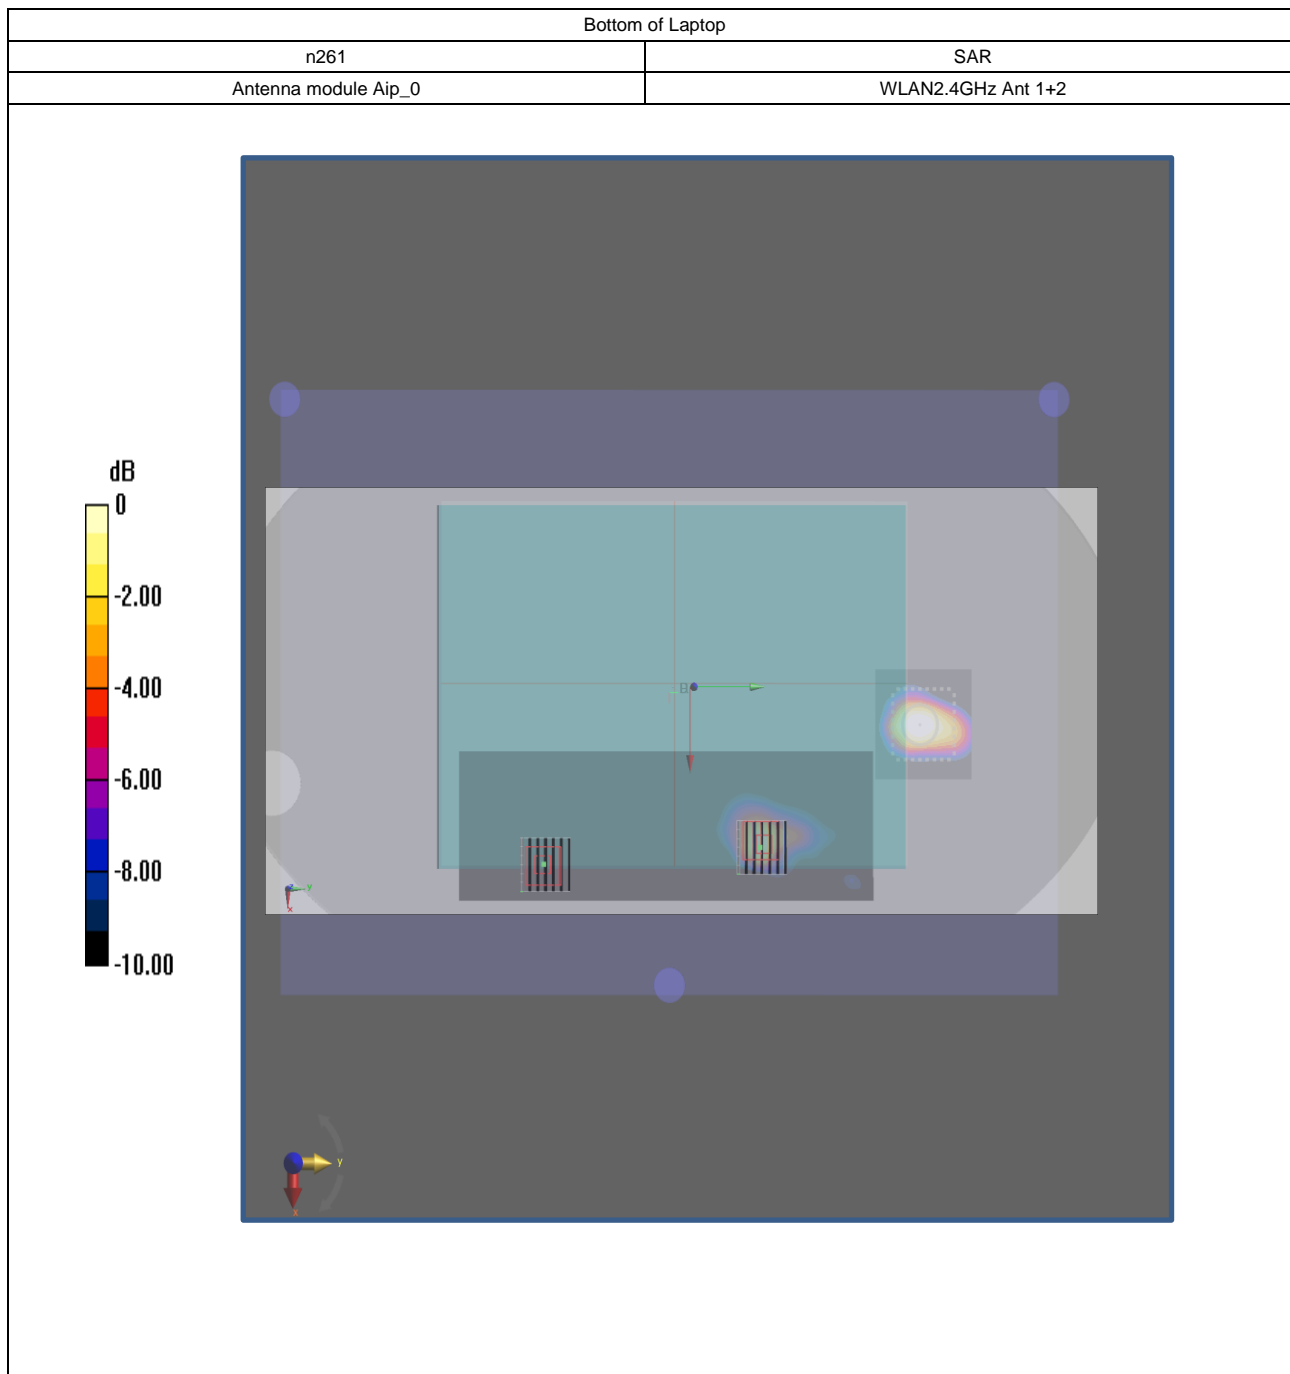 Bottom of Laptop
n261 SAR
Antenna module Aip_0 WLAN2.4GHz Ant 1+2
dB
0
-2.00
-4.00
-6.00
-8.00
-10.00
y
x
y
x